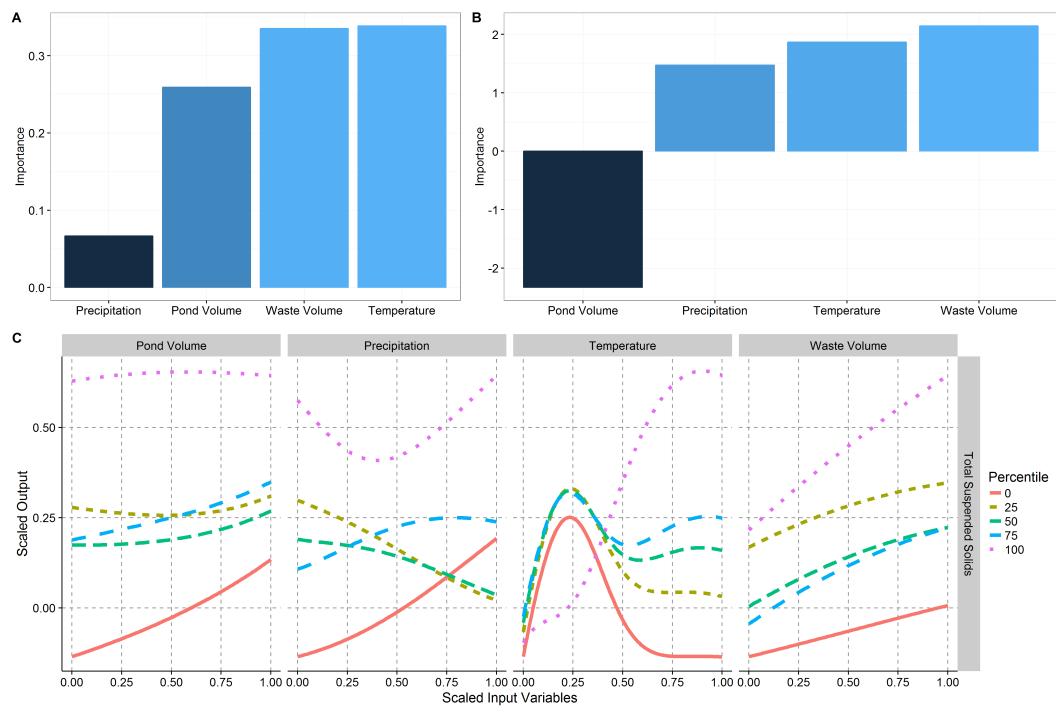 A
Importance
0.3
0.2
0.1
0.0
Precipitation Pond Volume Waste Volume Temperature
B
Importance
2
1
0
-1
-2
Pond Volume Precipitation Temperature Waste Volume
C
Pond Volume Precipitation Temperature Waste Volume
Scaled Output
0.50
0.25
0.00
Total Suspended Solids
0.00 0.25 0.50 0.75 1.00 0.00 0.25 0.50 0.75 1.00 0.00 0.25 0.50 0.75 1.00 0.00 0.25 0.50 0.75 1.00
Scaled Input Variables
Percentile
0
25
50
75
100